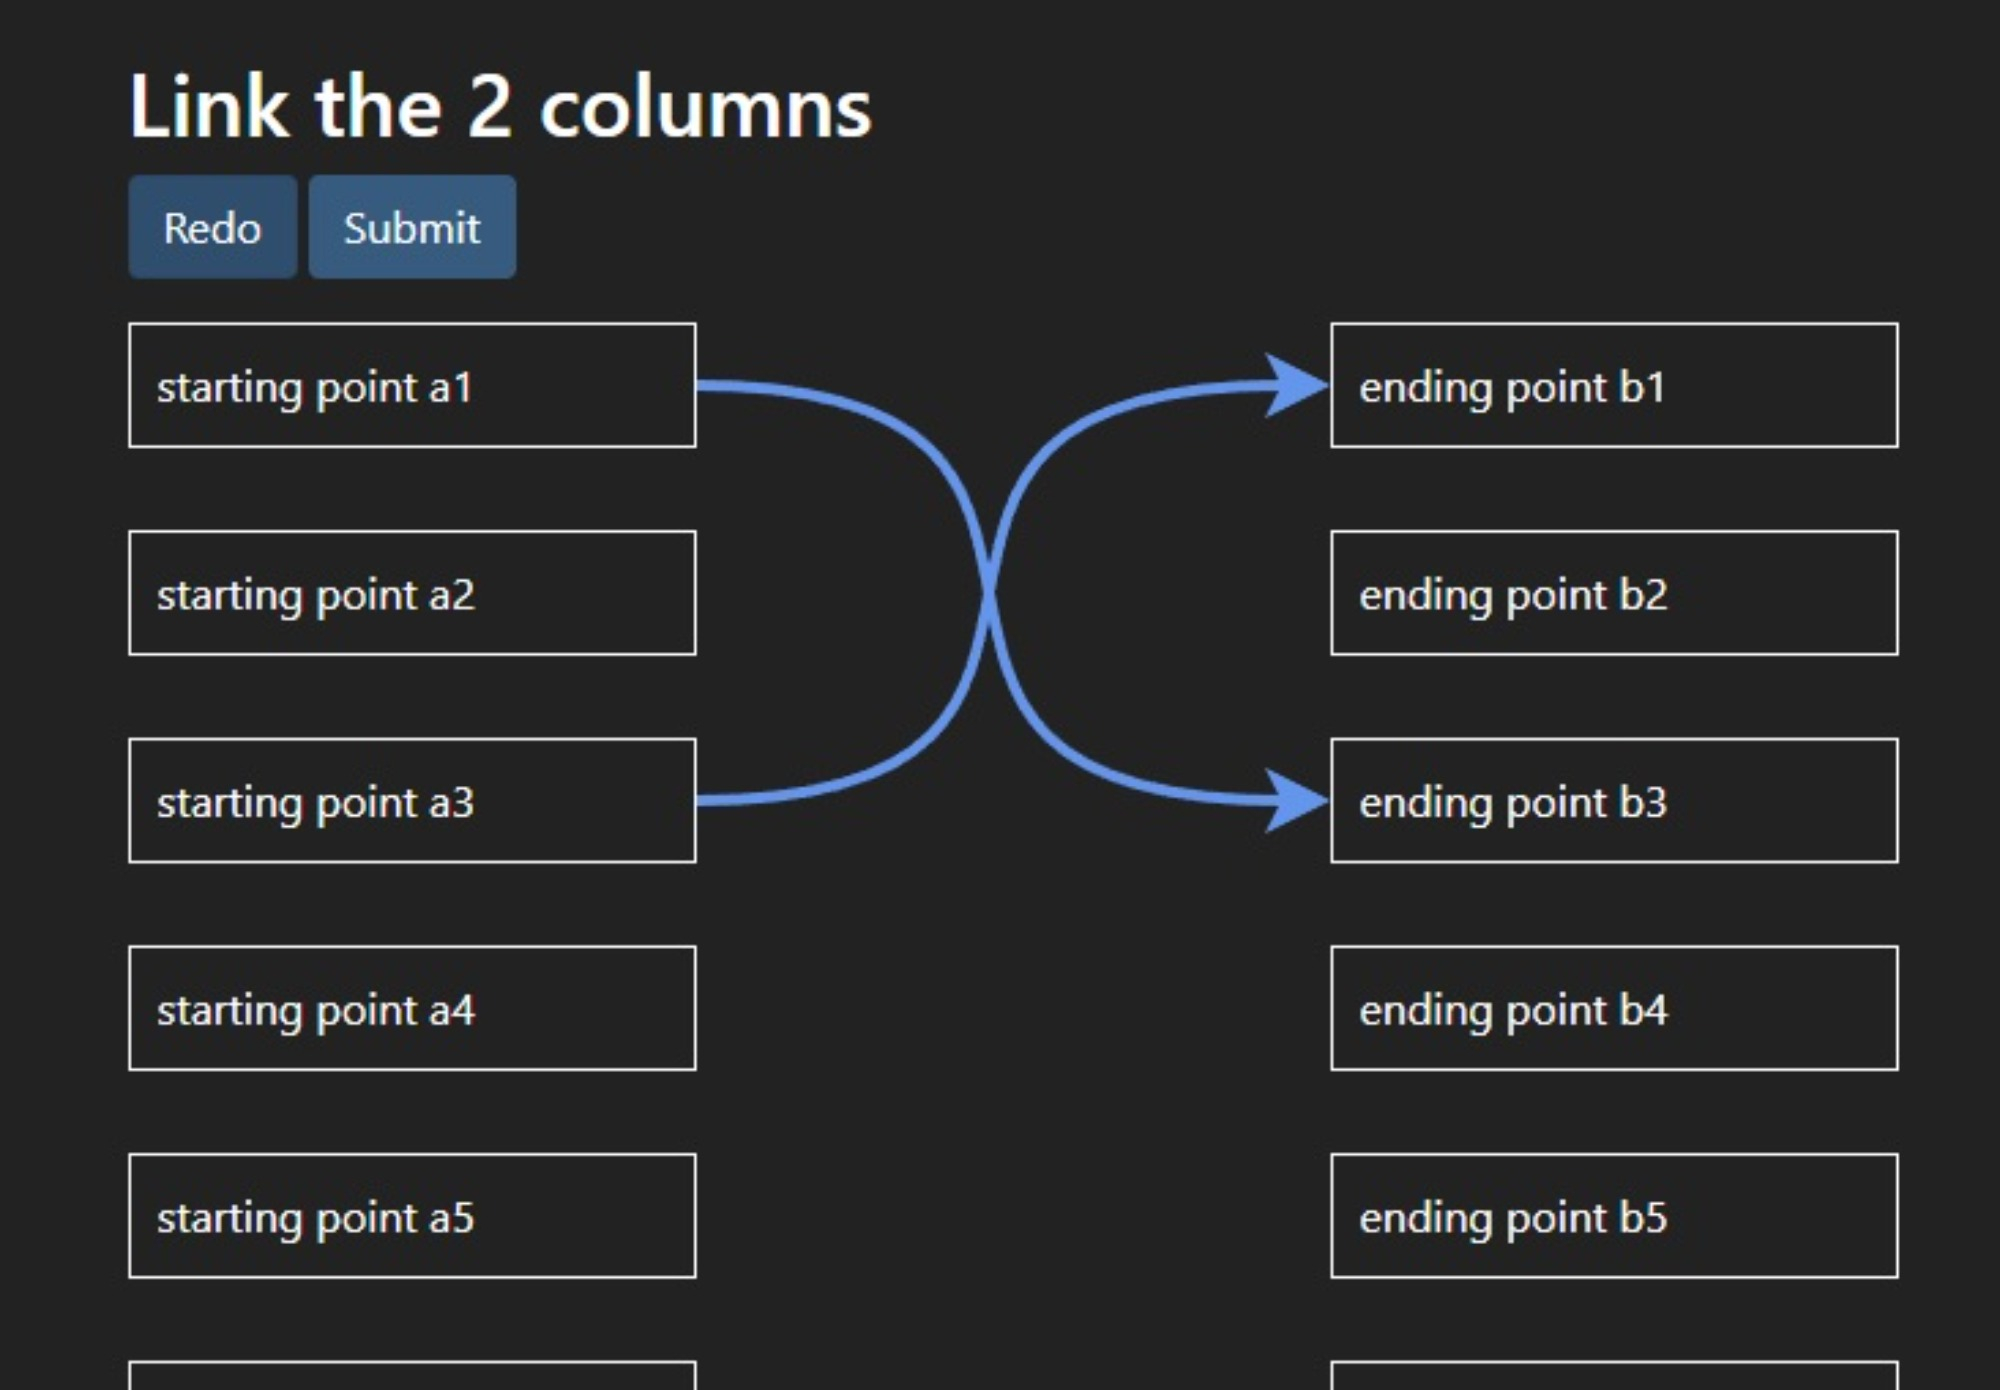 Link the 2 columns
Redo Submit
starting point a1 ending point b1
starting point a2 ending point b2
starting point a3 ending point b3
starting point a4 ending point b4
starting point a5 ending point b5